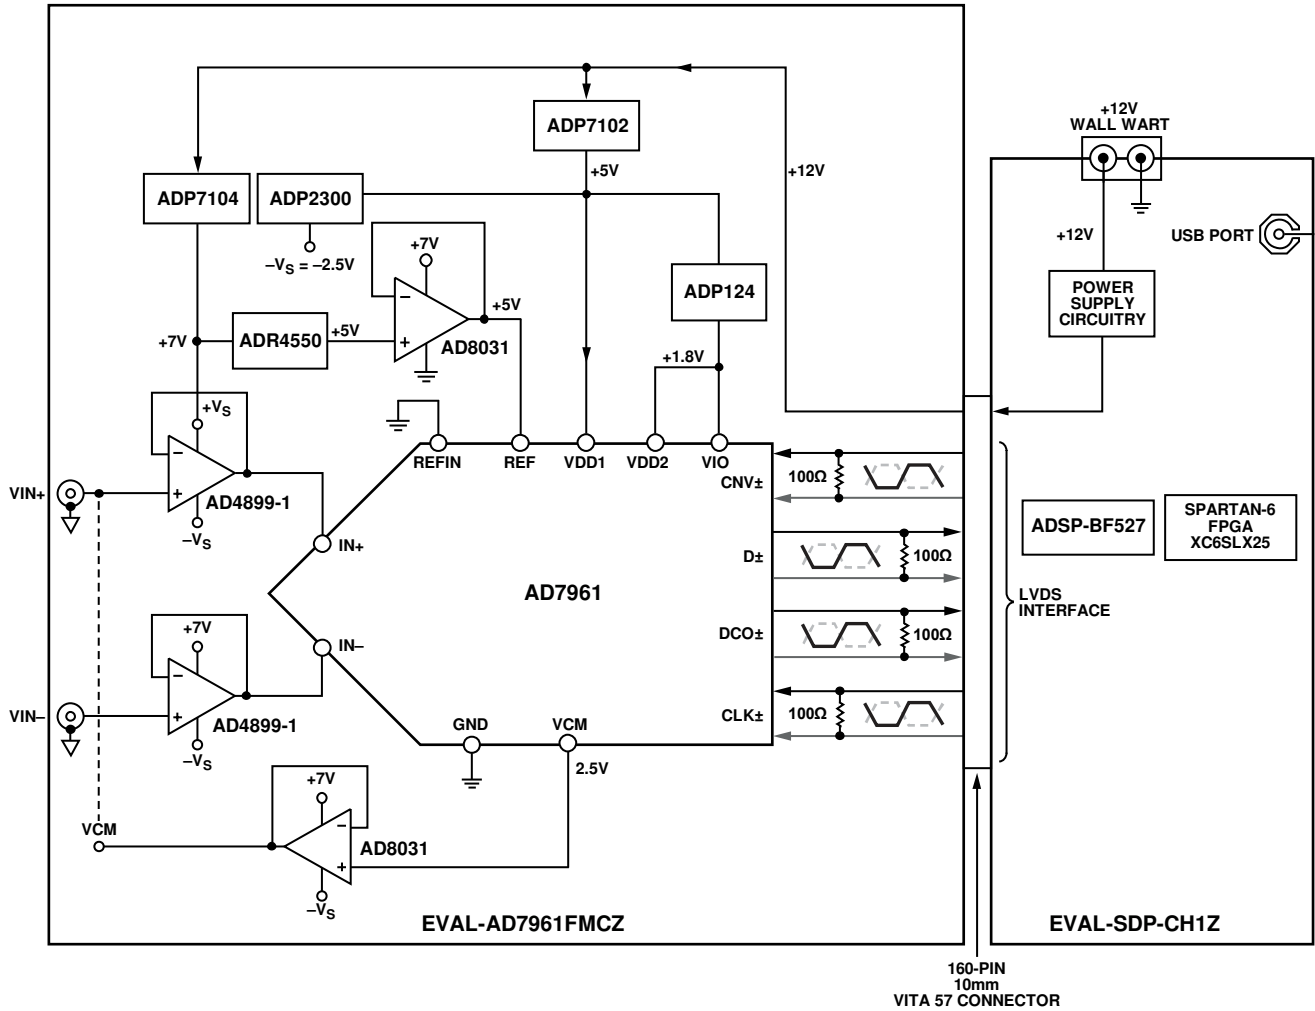 +12V
WALL WART
ADP7102
+5V
+12V
ADP7104
ADP2300
–VS = –2.5V
+7V
+5V
ADP124
+12V
USB PORT
POWER
SUPPLY
CIRCUITRY
+7V
ADR4550
+5V
AD8031
+1.8V
+VS
REFIN
REF
VDD1
VDD2
VIO
VIN+
AD4899-1
–VS
IN+
CNV±
100Ω
D±
100Ω
AD7961
DCO±
100Ω
CLK±
100Ω
ADSP-BF527
SPARTAN-6
FPGA
XC6SLX25
LVDS
INTERFACE
+7V
IN–
VIN–
AD4899-1
–VS
GND
VCM
2.5V
+7V
VCM
AD8031
–VS
EVAL-AD7961FMCZ
EVAL-SDP-CH1Z
160-PIN
10mm
VITA 57 CONNECTOR